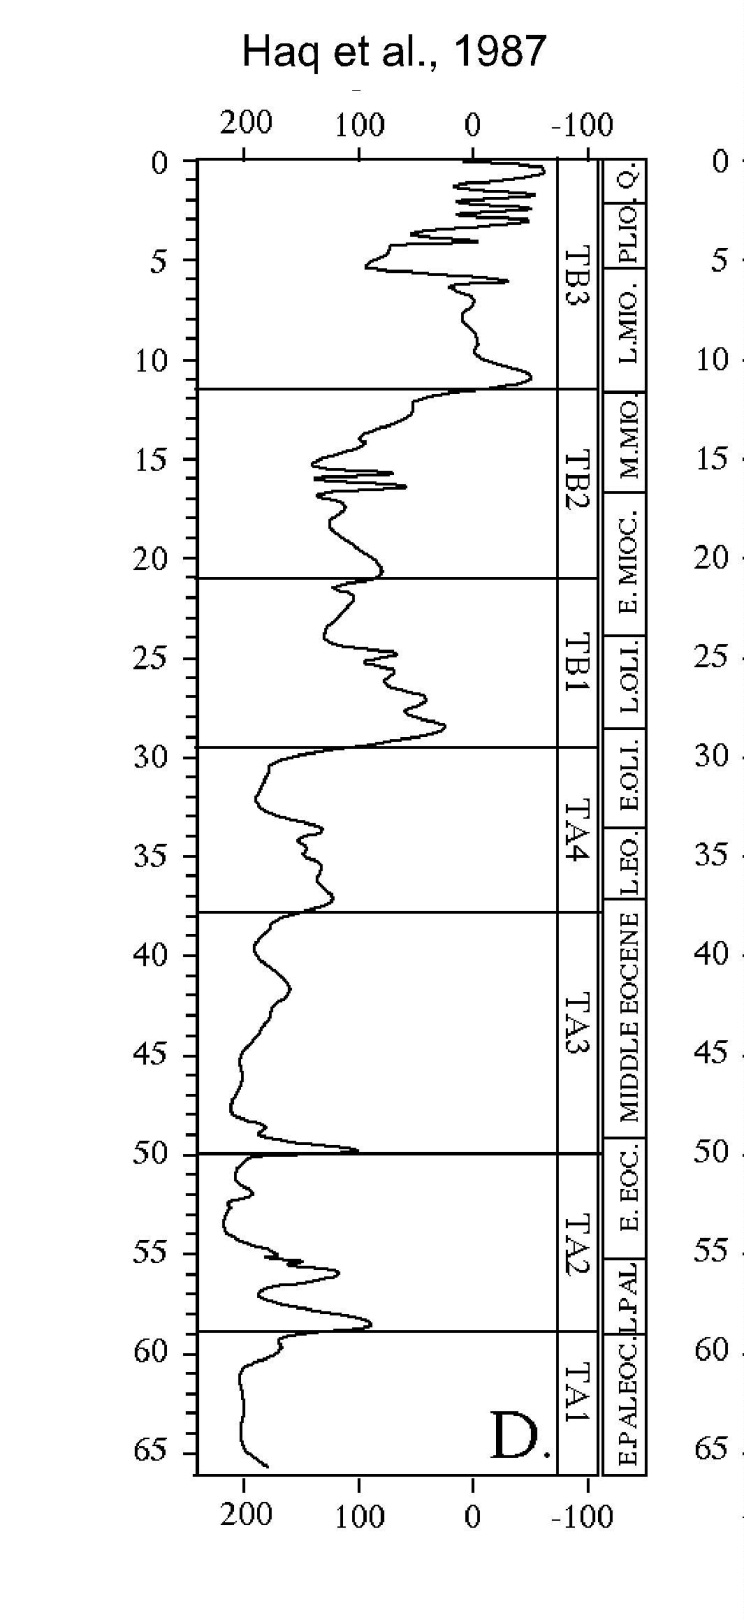 Haq et al., 1987
200 100 0 -100
0 0
5 5
10 10
15 15
20 20
25 25
30 30
35 35
40 40
45 45
50 50
55 55
60 60
65 65
TB3
TB2
TB1
TA4
TA3
TA2
TA1
Q.
PLIO.
L.MIO.
M.MIO.
E. MIOC.
L.OLI.
E.OLI.
L.EO.
MIDDLE EOCENE
E. EOC.
L.PAL
E.PALEOC.
D.
200 100 0 -100